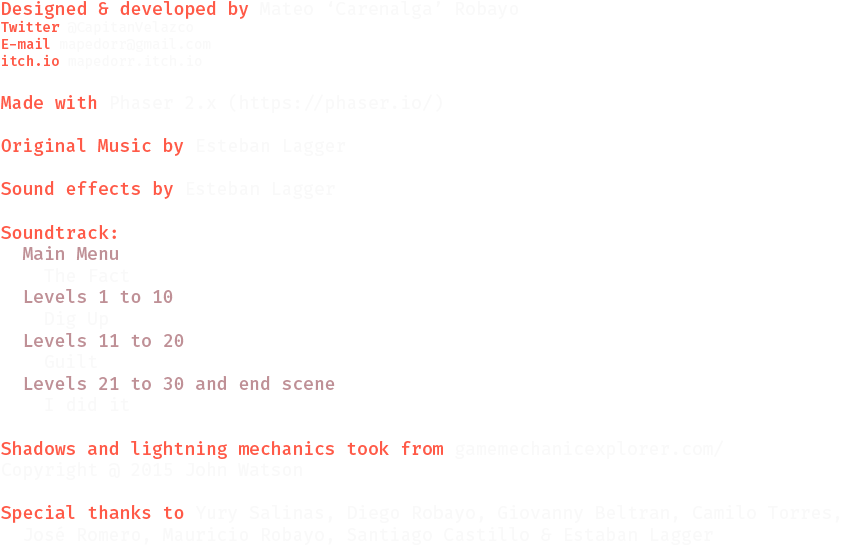 Designed & developed by Mateo 'Carenalga' Robayo
Twitter
E-mail mapedorr@gmail.com
itch.io mapedorr.itch.io
Made with Phaser 2.x (https://phaser.io/)
Original Music by Esteban Lagger
Sound effects by Esteban Lagger
Soundtrack:
Main Menu
The Fact
Levels 1 to 10
Dig Up
Levels 11 to 20
Guilt
Levels 21 to 30 and end scene
I did it
Shadows and lightning mechanics took from gamemechanicexplorer.com/
Copyright @ 2015 John Watson
Special thanks to Yury Salinas, Diego Robayo, Giovanny Beltran, Camilo Torres,
Jose Romero, Mauricio Robayo, Santiago Castillo & Estaban Lagger